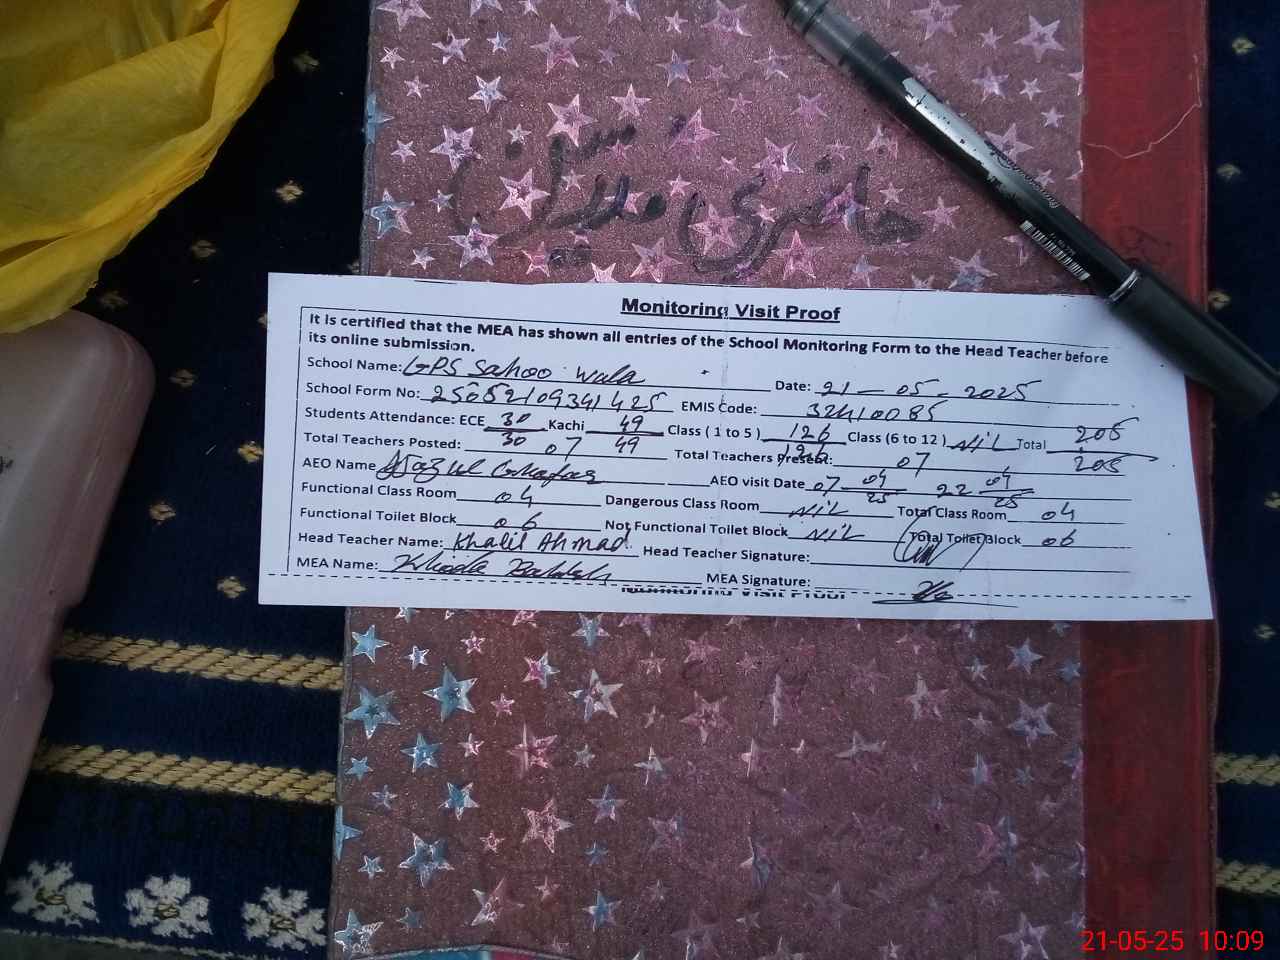 حاضری
Monitoring Visit Proof
It is certified that the MEA has shown all entries of the School Monitoring Form to the Head Teacher before
its online submission.
School Name: GPS Sahoo Wala Date: 21-05-2025
School Form No: EMIS Code: 32410085
Students Attendance: ECE 30/30 Kachi 49/49 Class ( 1 to 5 ) 126/126 Class (6 to 12 ) NIL Total 205/205
Total Teachers Posted: 07 Total Teachers Present: 07
AEO Name AEO visit Date 07 04/25 22 04/25
Functional Class Room 04 Dangerous Class Room NIL Total Class Room 04
Functional Toilet Block 06 Not Functional Toilet Block NIL Total Toilet Block 06
Head Teacher Name: Khalil Ahmad Head Teacher Signature:
MEA Name: MEA Signature:
Monitoring Visit Proof
21-05-25 10:09